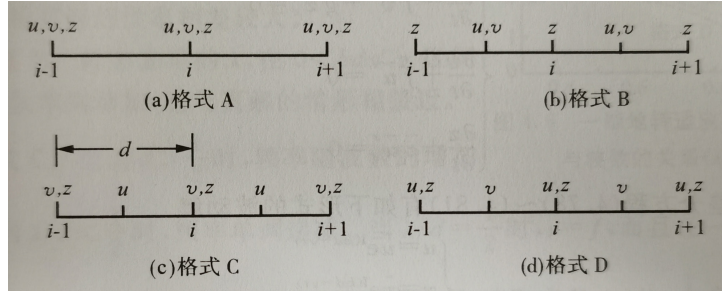 u,υ,z u,υ,z u,υ,z
i-1 i i+1
(a)格式 A
z u,υ z u,υ z
i-1 i i+1
(b)格式 B
d
υ,z u υ,z u υ,z
i-1 i i+1
(c)格式 C
u,z υ u,z υ u,z
i-1 i i+1
(d)格式 D